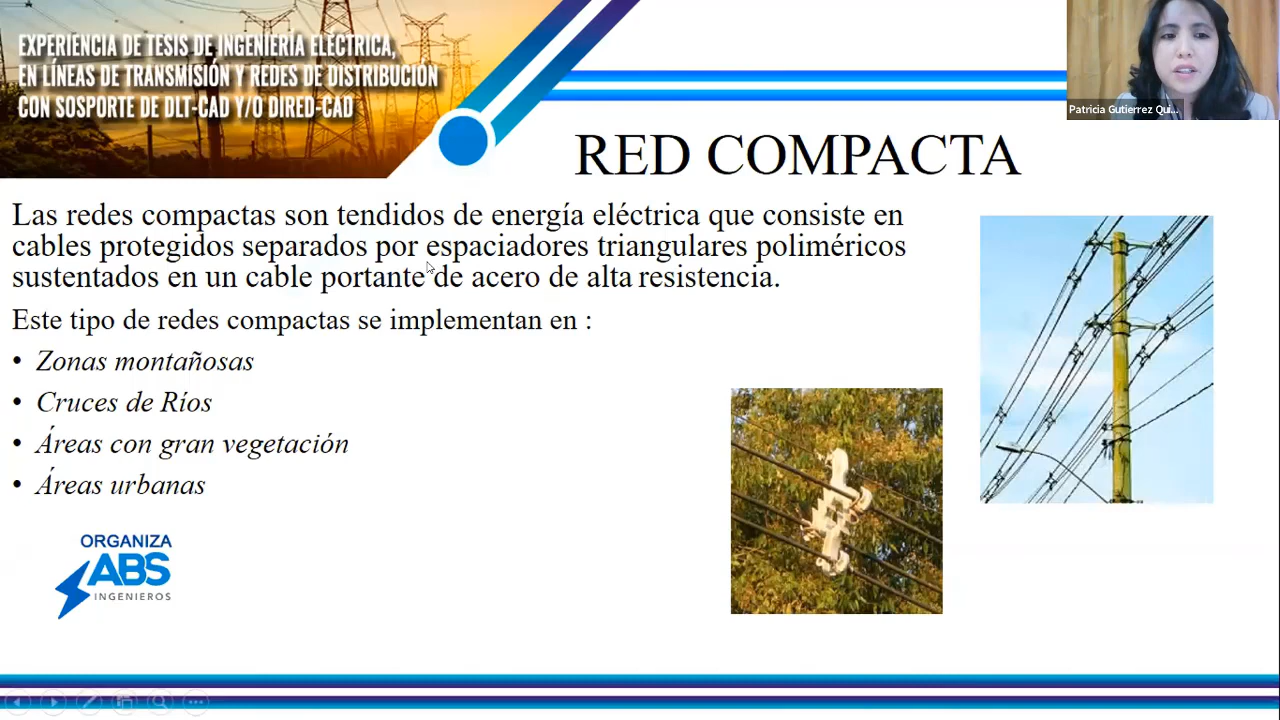 EXPERIENCIA DE TESIS DE INGENIERÍA ELÉCTRICA,
EN LÍNEAS DE TRANSMISIÓN Y REDES DE DISTRIBUCIÓN
CON SOSPORTE DE DLT-CAD Y/O DIRED-CAD
Patricia Gutierrez Qui...
RED COMPACTA
Las redes compactas son tendidos de energía eléctrica que consiste en
cables protegidos separados por espaciadores triangulares poliméricos
sustentados en un cable portante de acero de alta resistencia.
Este tipo de redes compactas se implementan en :
• Zonas montañosas
• Cruces de Ríos
• Áreas con gran vegetación
• Áreas urbanas
ORGANIZA
ABS
INGENIEROS